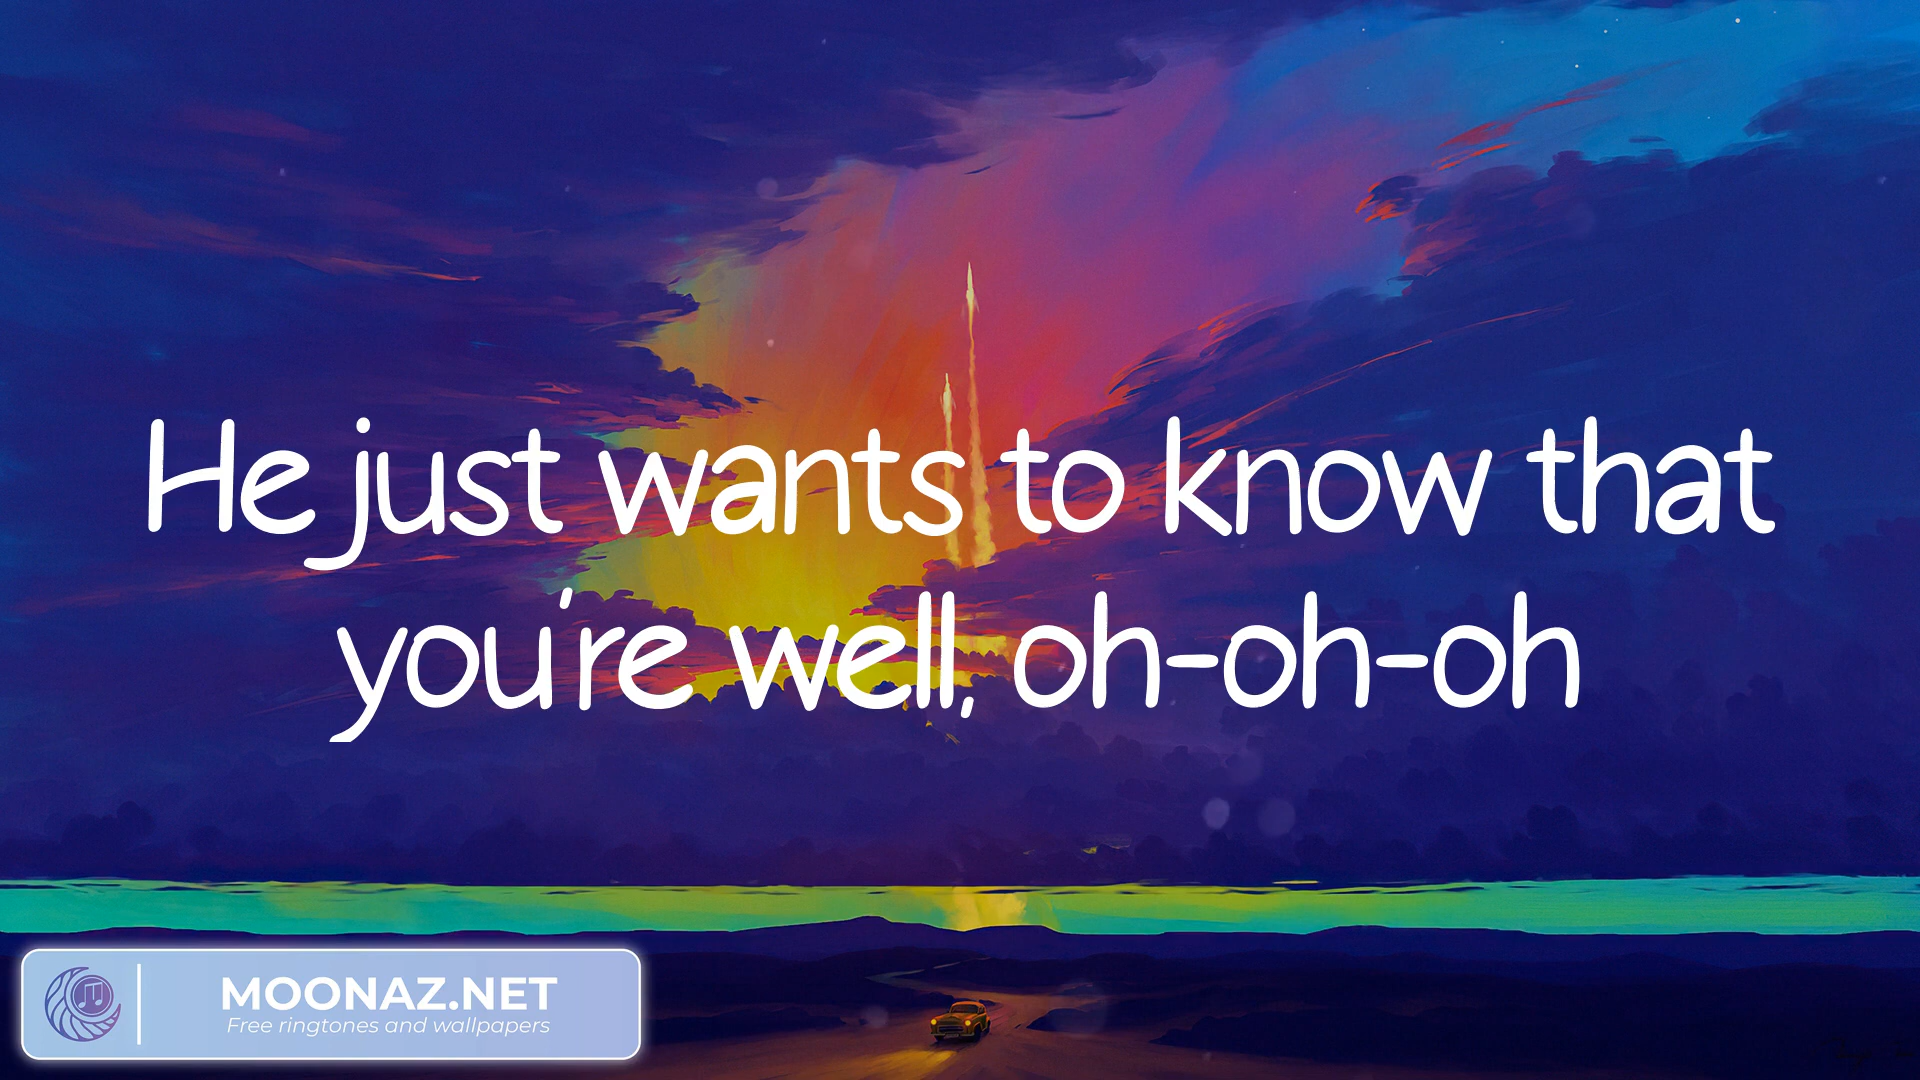 He just wants to know that
you're well, oh-oh-oh
MOONAZ.NET
Free ringtones and wallpapers